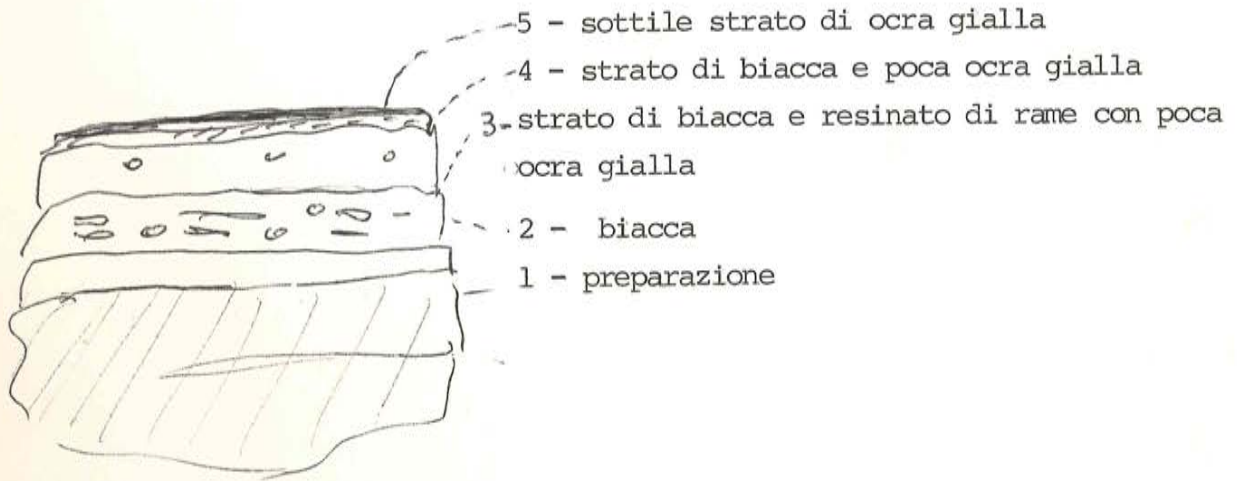 5 - sottile strato di ocra gialla
4 - strato di biacca e poca ocra gialla
3-strato di biacca e resinato di rame con poca
ocra gialla
2 - biacca
1 - preparazione